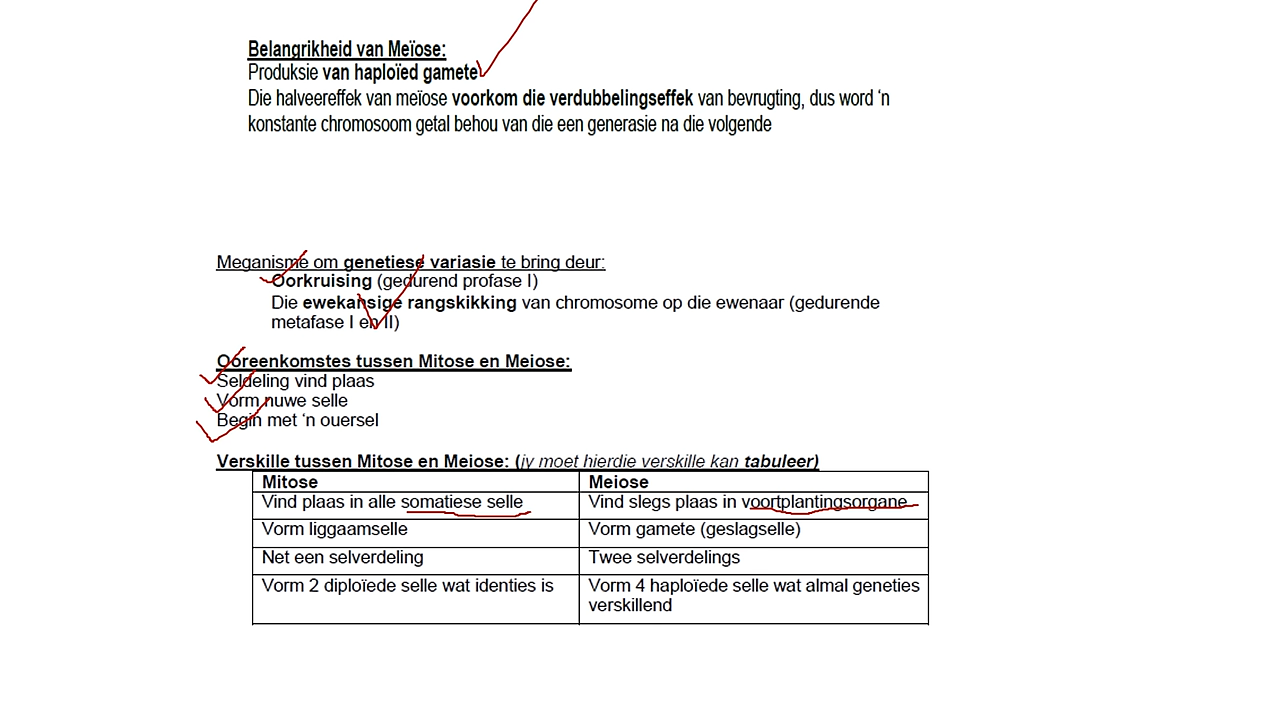 Belangrikheid van Meïose:
Produksie van haploïed gamete
Die halveereffek van meïose voorkom die verdubbelingseffek van bevrugting, dus word ‘n
konstante chromosoom getal behou van die een generasie na die volgende
Meganisme om genetiese variasie te bring deur:
Oorkruising (gedurend profase I)
Die ewekansige rangskikking van chromosome op die ewenaar (gedurende
metafase I en II)
Ooreenkomstes tussen Mitose en Meiose:
Seldeling vind plaas
Vorm nuwe selle
Begin met ‘n ouersel
Verskille tussen Mitose en Meiose: (jy moet hierdie verskille kan tabuleer)
Mitose Meiose
Vind plaas in alle somatiese selle Vind slegs plaas in voortplantingsorgane
Vorm liggaamselle Vorm gamete (geslagselle)
Net een selverdeling Twee selverdelings
Vorm 2 diploïede selle wat identies is Vorm 4 haploïede selle wat almal geneties
verskillend